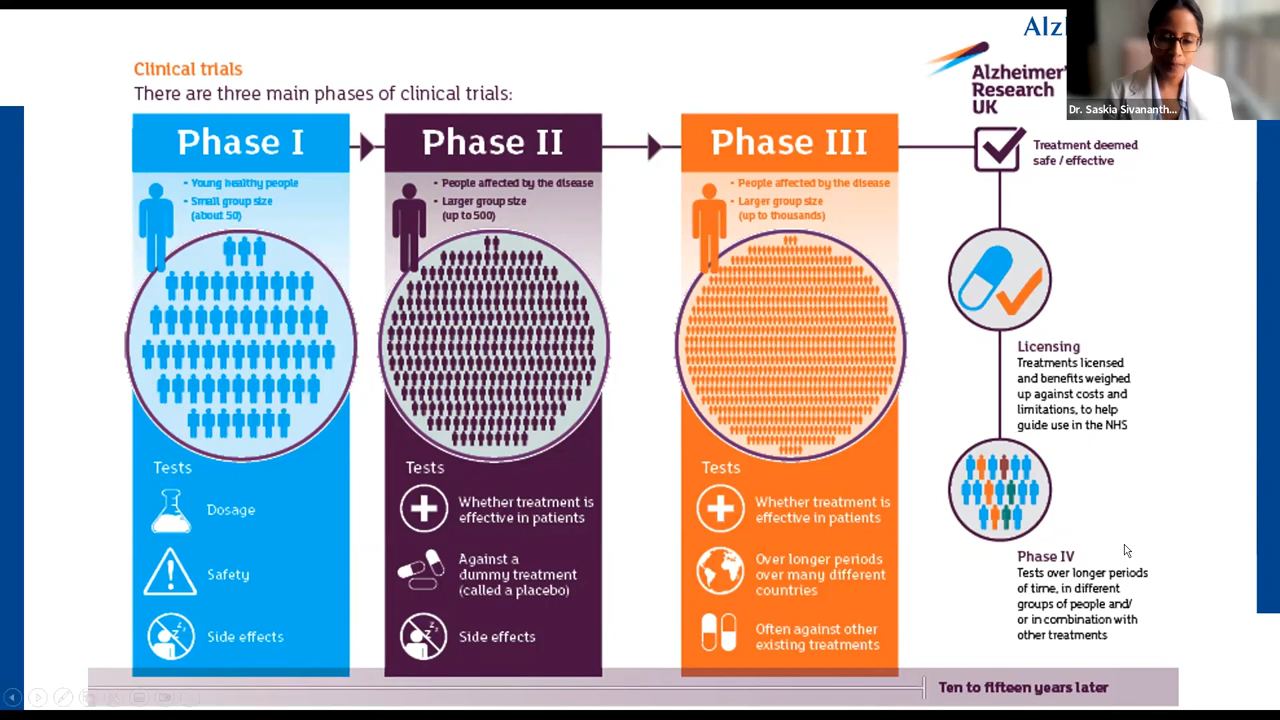 Alz
Clinical trials
There are three main phases of clinical trials:
Alzheimer's
Research
UK
Dr. Saskia Sivananth...
Phase I
- Young healthy people
- Small group size
(about 50)
Tests
Dosage
Safety
Side effects
Phase II
- People affected by the disease
- Larger group size
(up to 500)
Tests
Whether treatment is
effective in patients
Against a
dummy treatment
(called a placebo)
Side effects
Phase III
- People affected by the disease
- Larger group size
(up to thousands)
Tests
Whether treatment is
effective in patients
Over longer periods
over many different
countries
Often against other
existing treatments
Treatment deemed
safe / effective
Licensing
Treatments licensed
and benefits weighed
up against costs and
limitations, to help
guide use in the NHS
Phase IV
Tests over longer periods
of time, in different
groups of people and/
or in combination with
other treatments
Ten to fifteen years later